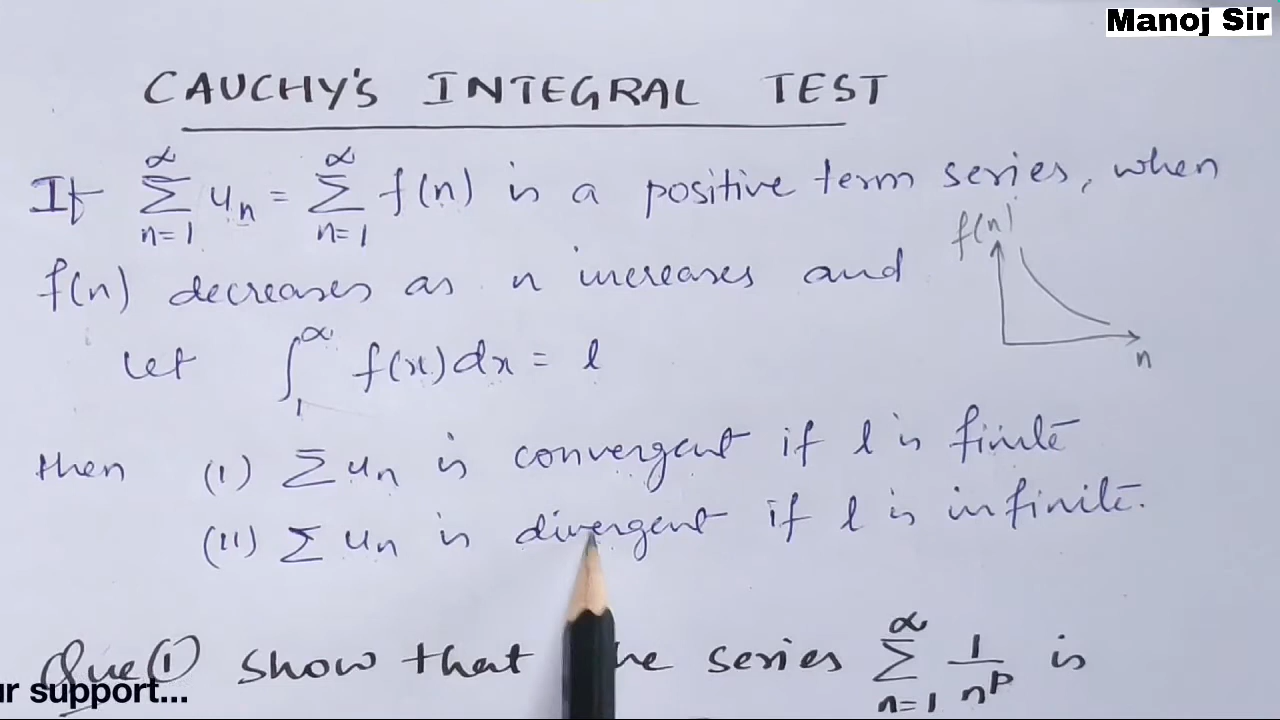 Manoj Sir
CAUCHY'S INTEGRAL TEST
If ∑_{n=1}^{∝} u_n = ∑_{n=1}^{∝} f(n) is a positive term series, when
f(n) decreases as n increases and
f(n)
n
let ∫_1^∝ f(x) dx = l
then (I) ∑ u_n is convergent if l is finite
(II) ∑ u_n is divergent if l is infinite.
Que(1) show that the series ∑_{n=1}^{∝} 1/n^p is
ur support...